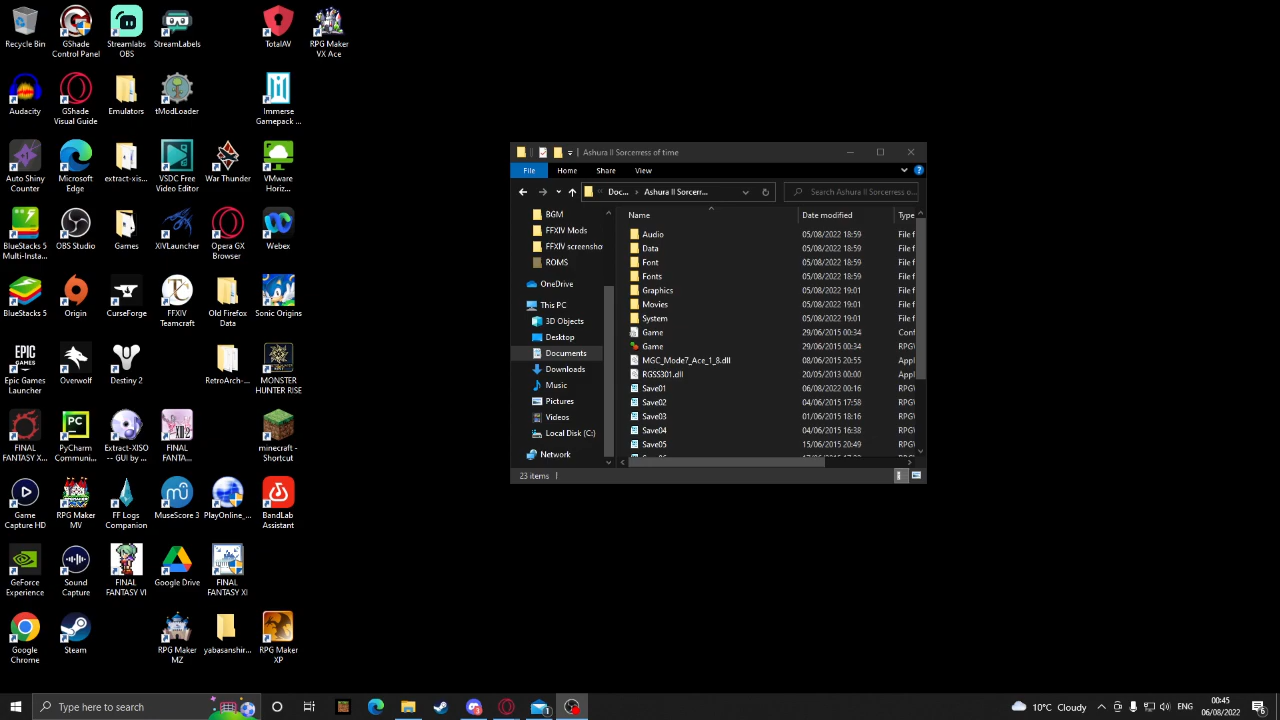 Recycle Bin
GShade Control Panel
Streamlabs OBS
StreamLabels
TotalAV
RPG Maker VX Ace
Audacity
GShade Visual Guide
Emulators
tModLoader
Immerse Gamepack ...
Auto Shiny Counter
Microsoft Edge
extract-xis...
VSDC Free Video Editor
War Thunder
VMware Horiz...
BlueStacks 5 Multi-Insta...
OBS Studio
Games
XIVLauncher
Opera GX Browser
Webex
BlueStacks 5
Origin
CurseForge
FFXIV Teamcraft
Old Firefox Data
Sonic Origins
Epic Games Launcher
Overwolf
Destiny 2
RetroArch-...
MONSTER HUNTER RISE
FINAL FANTASY X...
PyCharm Communi...
Extract-XISO -- GUI by ...
FINAL FANTA...
minecraft - Shortcut
Game Capture HD
RPG Maker MV
FF Logs Companion
MuseScore 3
PlayOnline_...
BandLab Assistant
GeForce Experience
Sound Capture
FINAL FANTASY VI
Google Drive
FINAL FANTASY XI
Google Chrome
Steam
RPG Maker MZ
yabasanshir...
RPG Maker XP
Ashura II Sorcerress of time
File Home Share View
Doc... Ashura II Sorcerr...
Search Ashura II Sorcerress o...
BGM
FFXIV Mods
FFXIV screensho
ROMS
OneDrive
This PC
3D Objects
Desktop
Documents
Downloads
Music
Pictures
Videos
Local Disk (C:)
Network
Name Date modified Type
Audio 05/08/2022 18:59 File f
Data 05/08/2022 18:59 File f
Font 05/08/2022 18:59 File f
Fonts 05/08/2022 18:59 File f
Graphics 05/08/2022 19:01 File f
Movies 05/08/2022 19:01 File f
System 05/08/2022 19:01 File f
Game 29/06/2015 00:34 Conf
Game 29/06/2015 00:34 RPGV
MGC_Mode7_Ace_1_8.dll 08/06/2015 20:55 Appl
RGSS301.dll 20/05/2013 00:00 Appl
Save01 06/08/2022 00:16 RPGV
Save02 04/06/2015 17:58 RPGV
Save03 01/06/2015 18:16 RPGV
Save04 04/06/2015 16:38 RPGV
Save05 15/06/2015 20:49 RPGV
23 items
Type here to search
10°C Cloudy
ENG
00:45
06/08/2022
6